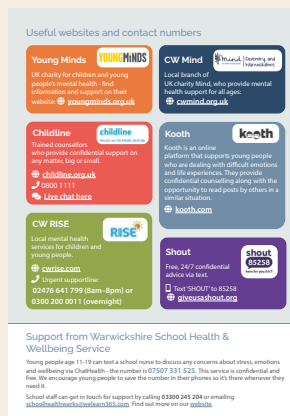 Useful websites and contact numbers
Young Minds
YOUNGMINDS
UK charity for children and young
people's mental health - find
information and support on their
website: youngminds.org.uk
CW Mind
mind Coventry and
Warwickshire
Local branch of
UK charity Mind, who provide mental
health support for all ages:
cwmind.org.uk
Childline
childline
Trained counsellors
who provide confidential support on
any matter, big or small.
childline.org.uk
0800 1111
Live chat here
Kooth
kooth
Kooth is an online
platform that supports young people
who are dealing with difficult emotions
and life experiences. They provide
confidential counselling along with the
opportunity to read posts by others in a
similar situation.
kooth.com
CW RISE
RISE
Local mental health
services for children and
young people.
cwrise.com
Urgent supportline:
02476 641 799 (8am–8pm) or
0300 200 0011 (overnight)
Shout
shout
85258
here for you 24/7
Free, 24/7 confidential
advice via text.
Text 'SHOUT' to 85258
giveusashout.org
Support from Warwickshire School Health &
Wellbeing Service
Young people age 11-19 can text a school nurse to discuss any concerns about stress, emotions
and wellbeing via ChatHealth - the number is 07507 331 525. This service is confidential and
free. We encourage young people to save the number in their phones so it's there whenever they
need it.
School staff can get in touch for support by calling 03300 245 204 or emailing
schoolhealthwarks@welearn365.com. Find out more on our website.